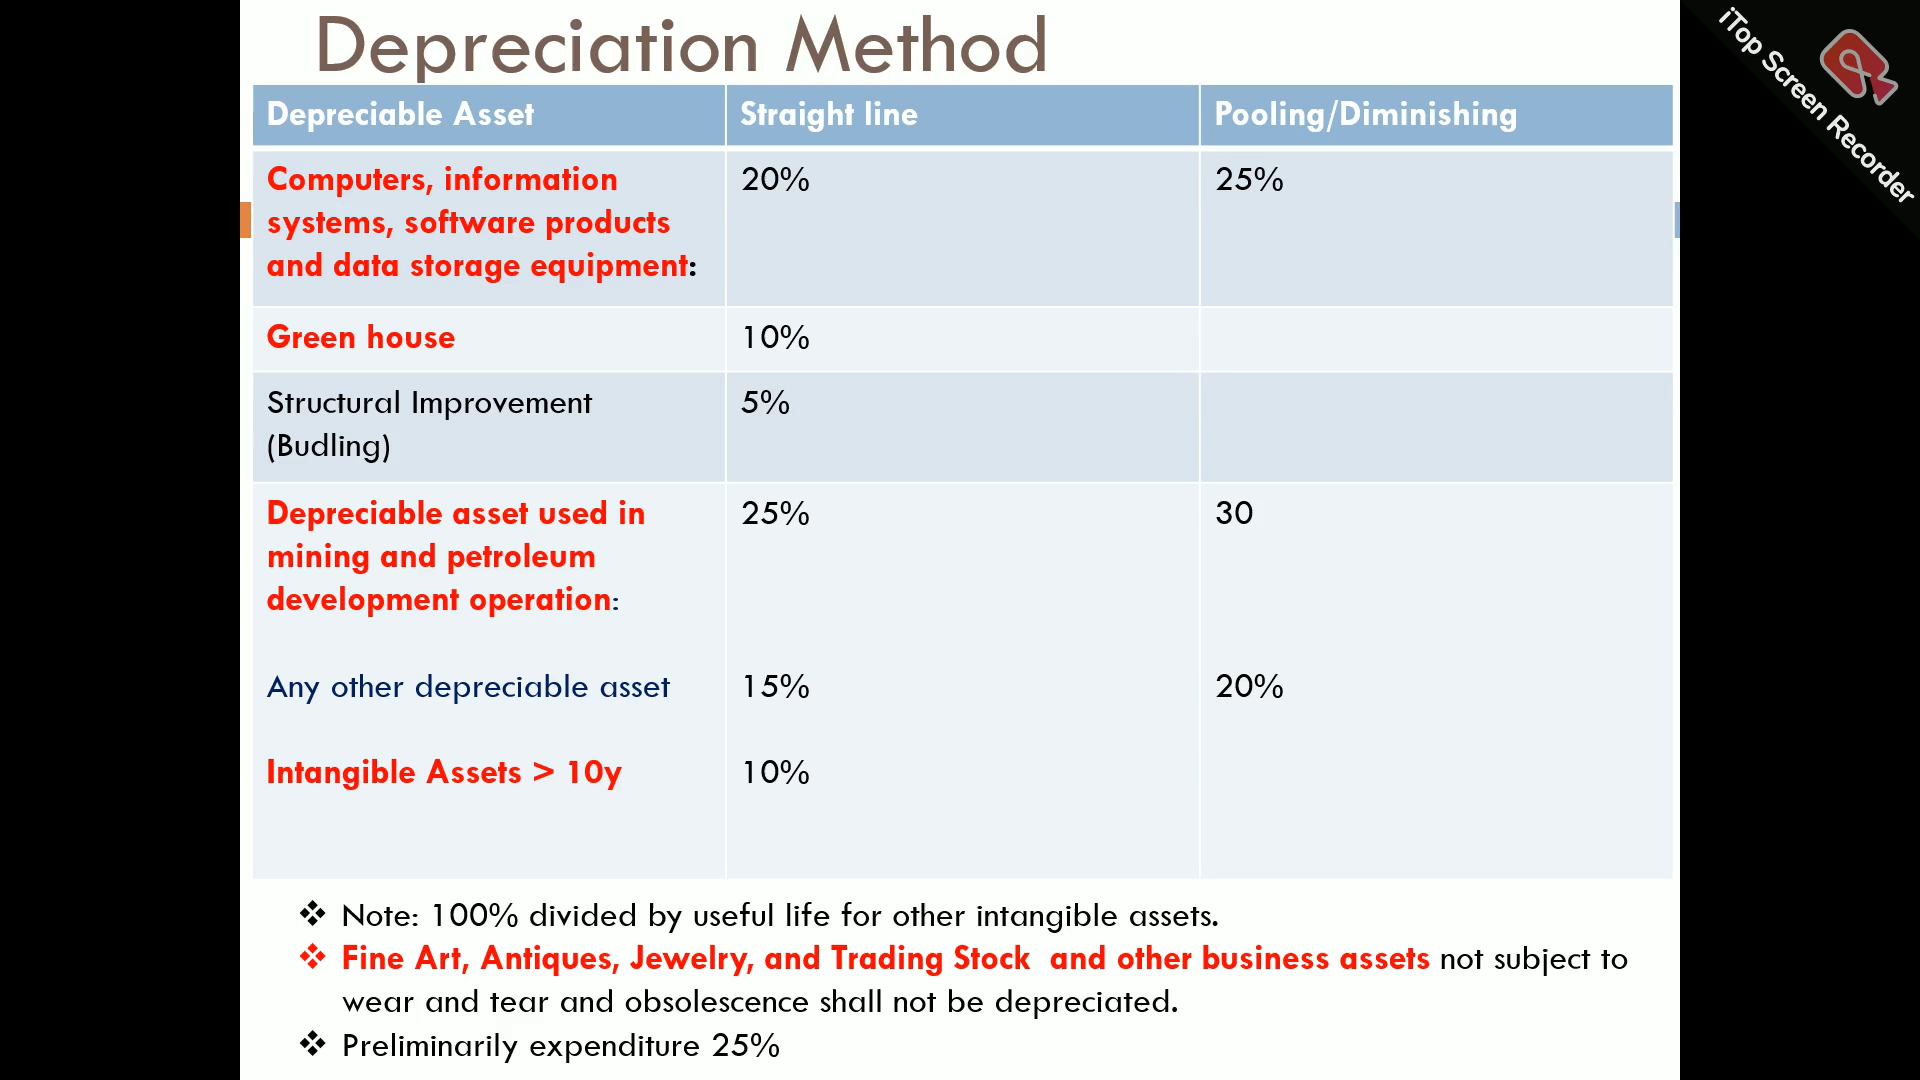 Depreciation Method
Depreciable Asset
Straight line
Pooling/Diminishing
Computers, information
systems, software products
and data storage equipment:
20%
25%
Green house
10%
Structural Improvement
(Budling)
5%
Depreciable asset used in
mining and petroleum
development operation:
25%
30
Any other depreciable asset
15%
20%
Intangible Assets > 10y
10%
❖ Note: 100% divided by useful life for other intangible assets.
❖ Fine Art, Antiques, Jewelry, and Trading Stock and other business assets not subject to
wear and tear and obsolescence shall not be depreciated.
❖ Preliminarily expenditure 25%
iTop Screen Recorder